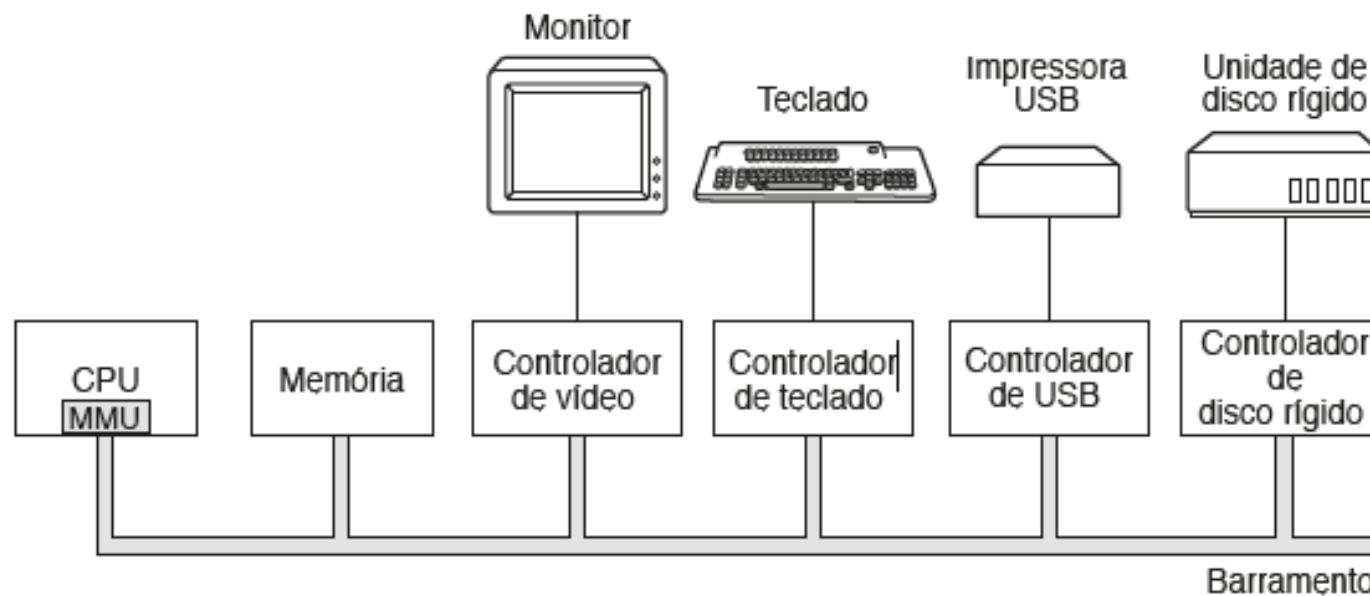 Monitor
Teclado
Impressora
USB
Unidade de
disco rígido
CPU
MMU
Memória
Controlador
de vídeo
Controlador
de teclado
Controlador
de USB
Controlador
de
disco rígido
Barramento